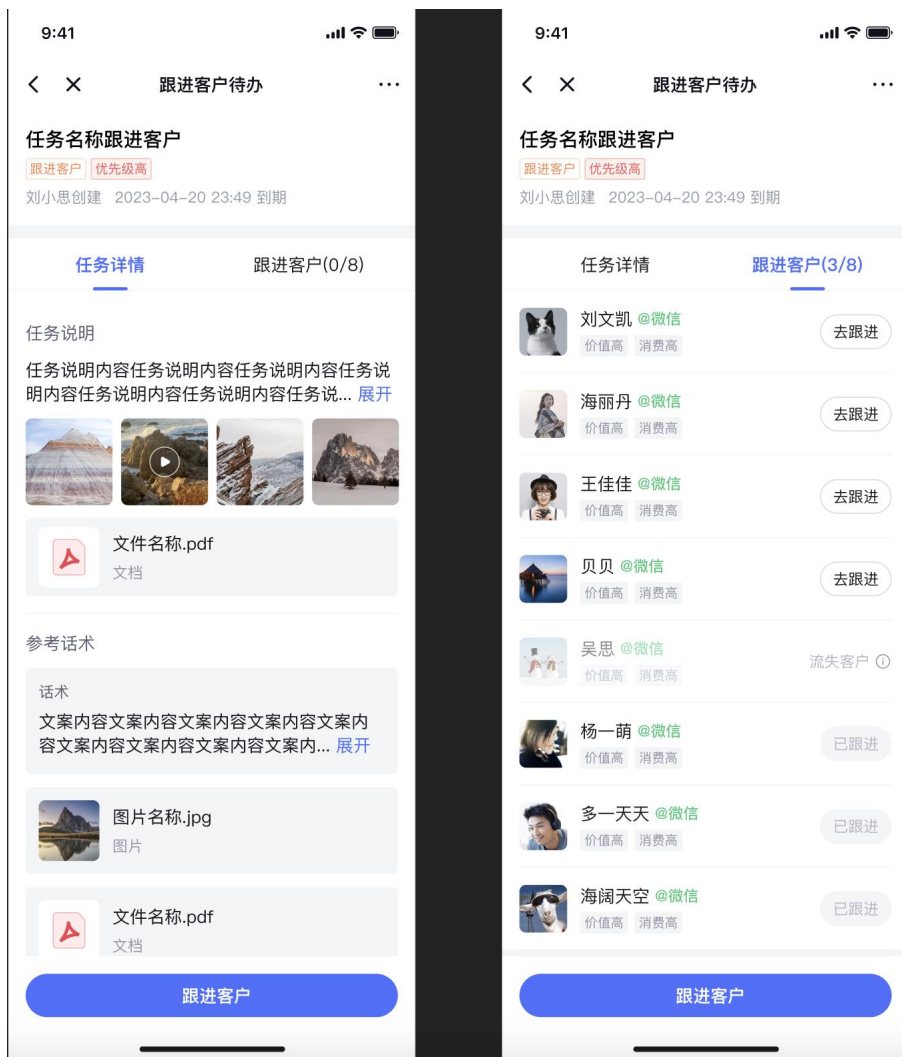 9:41
跟进客户待办
任务名称跟进客户
跟进客户 优先级高
刘小思创建 2023-04-20 23:49 到期
任务详情 跟进客户(0/8)
任务说明
任务说明内容任务说明内容任务说明内容任务说
明内容任务说明内容任务说明内容任务说... 展开
文件名称.pdf
文档
参考话术
话术
文案内容文案内容文案内容文案内容文案内
容文案内容文案内容文案内容文案内... 展开
图片名称.jpg
图片
文件名称.pdf
文档
跟进客户
9:41
跟进客户待办
任务名称跟进客户
跟进客户 优先级高
刘小思创建 2023-04-20 23:49 到期
任务详情 跟进客户(3/8)
刘文凯 @微信
价值高 消费高
去跟进
海丽丹 @微信
价值高 消费高
去跟进
王佳佳 @微信
价值高 消费高
去跟进
贝贝 @微信
价值高 消费高
去跟进
吴思 @微信
价值高 消费高
流失客户
杨一萌 @微信
价值高 消费高
已跟进
多一天天 @微信
价值高 消费高
已跟进
海阔天空 @微信
价值高 消费高
已跟进
跟进客户